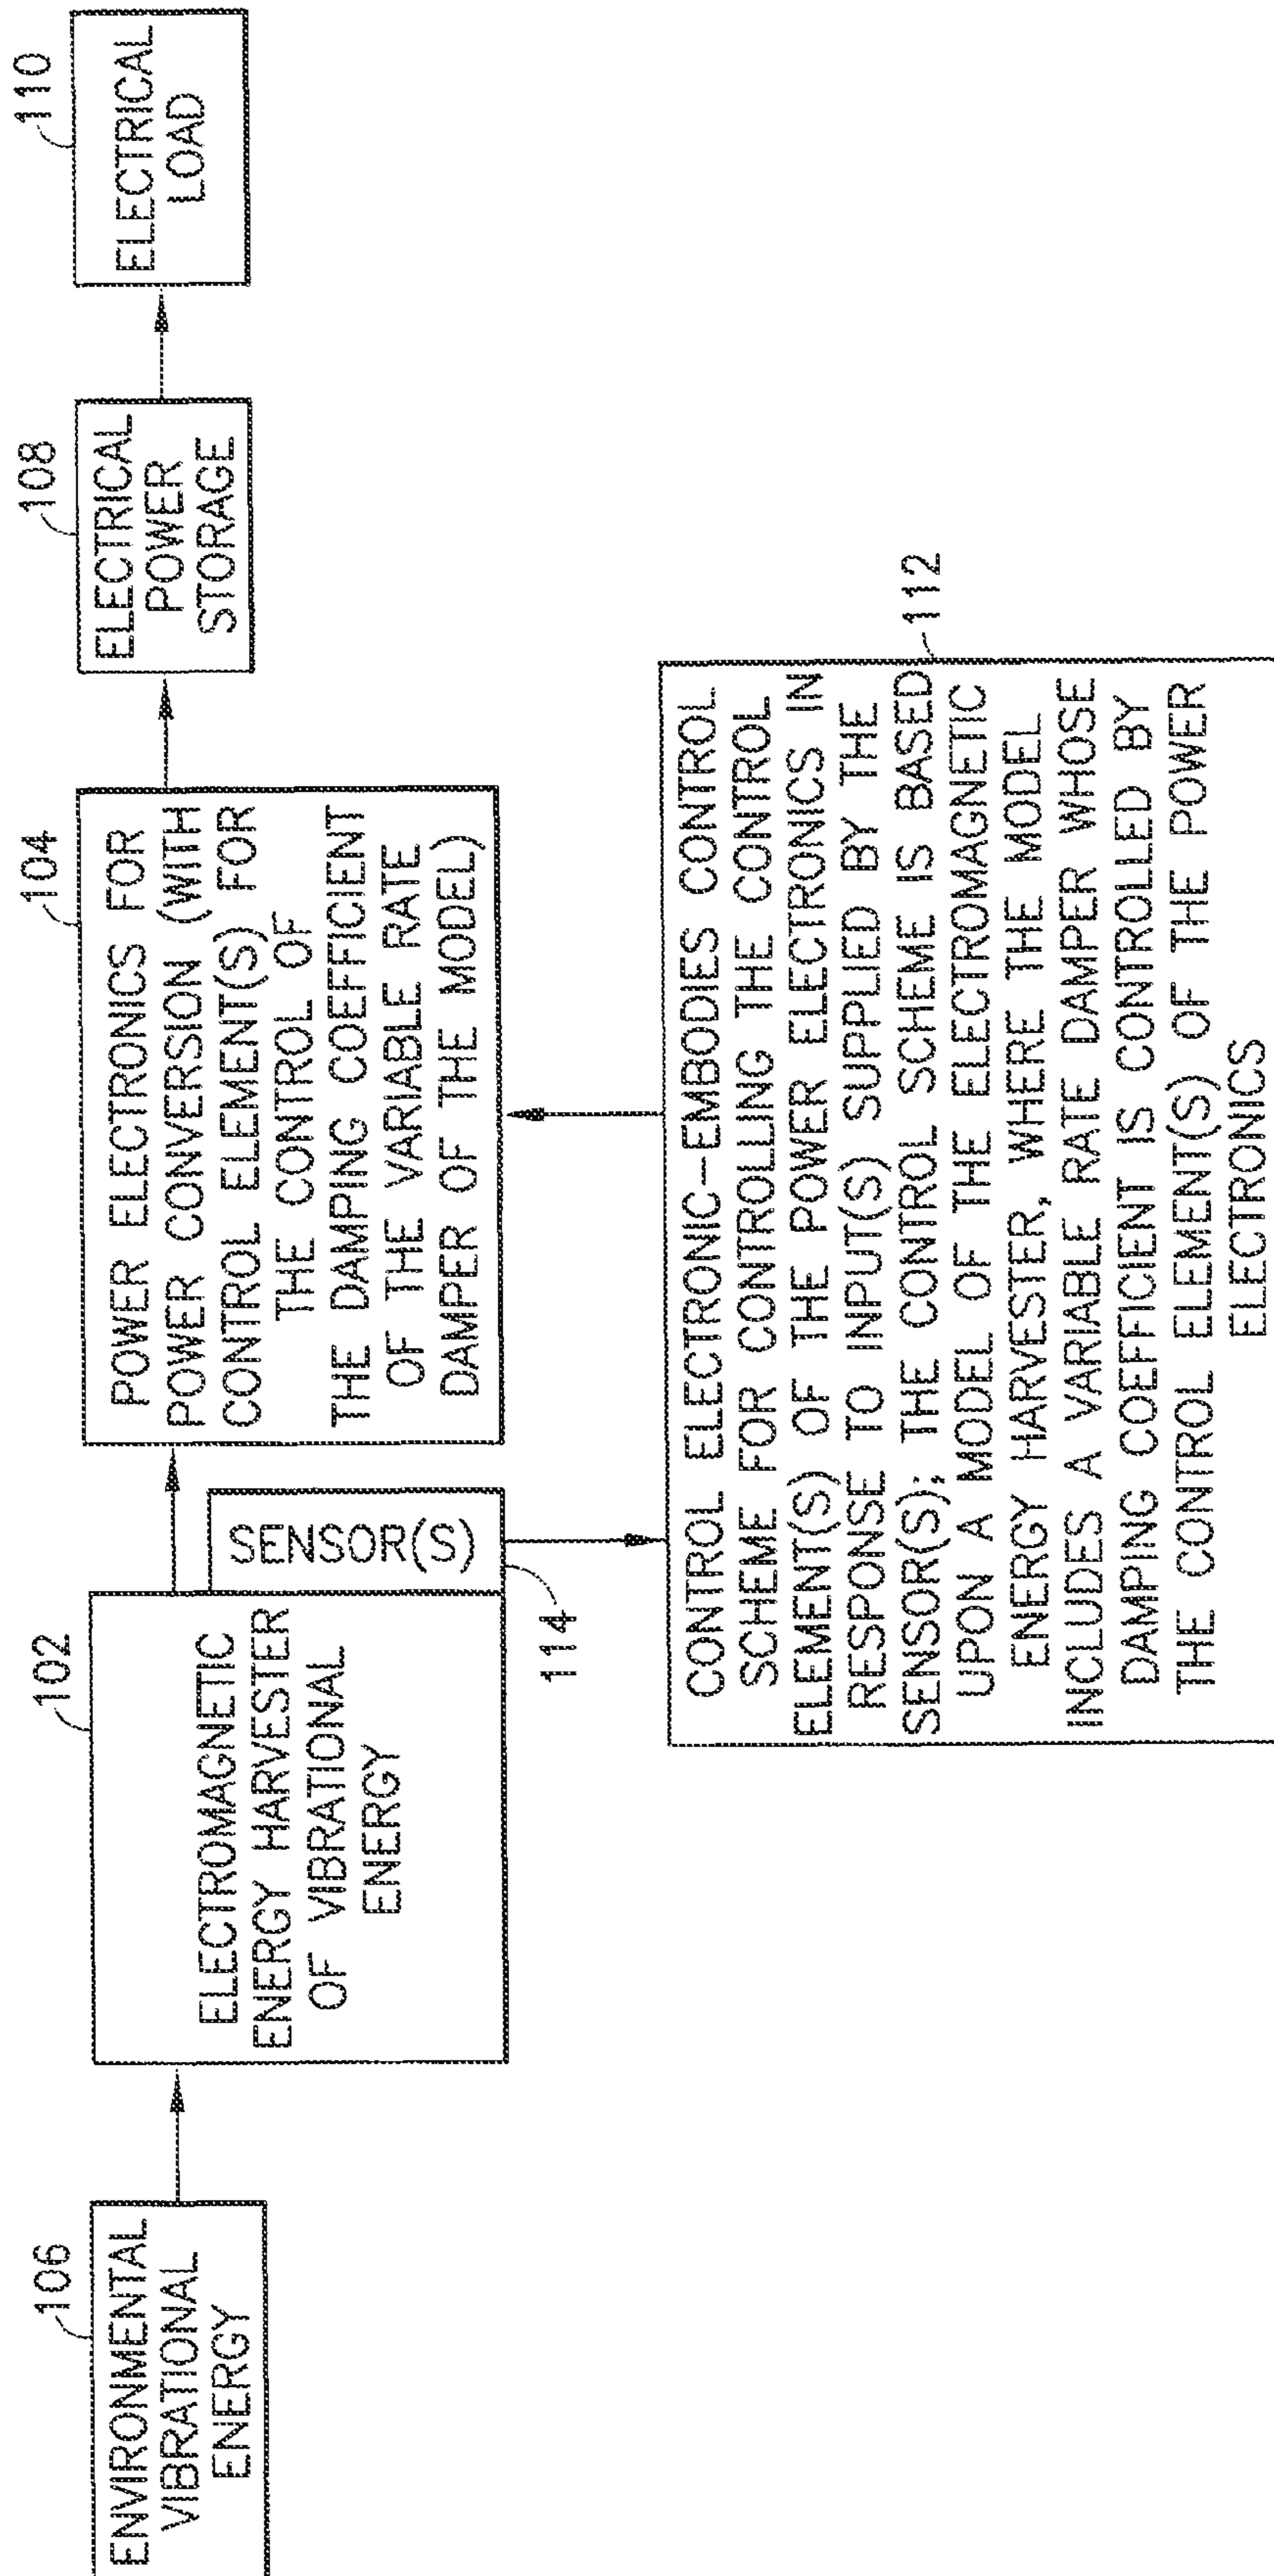 106
ENVIRONMENTAL
VIBRATIONAL
ENERGY
102
ELECTROMAGNETIC
ENERGY HARVESTER
OF VIBRATIONAL
ENERGY
SENSOR(S)
114
104
POWER ELECTRONICS FOR
POWER CONVERSION (WITH
CONTROL ELEMENT(S) FOR
THE CONTROL OF
THE DAMPING COEFFICIENT
OF THE VARIABLE RATE
DAMPER OF THE MODEL)
108
ELECTRICAL
POWER
STORAGE
110
ELECTRICAL
LOAD
112
CONTROL ELECTRONIC-EMBODIES CONTROL
SCHEME FOR CONTROLLING THE CONTROL
ELEMENT(S) OF THE POWER ELECTRONICS IN
RESPONSE TO INPUT(S) SUPPLIED BY THE
SENSOR(S); THE CONTROL SCHEME IS BASED
UPON A MODEL OF THE ELECTROMAGNETIC
ENERGY HARVESTER, WHERE THE MODEL
INCLUDES A VARIABLE RATE DAMPER WHOSE
DAMPING COEFFICIENT IS CONTROLLED BY
THE CONTROL ELEMENT(S) OF THE POWER
ELECTRONICS